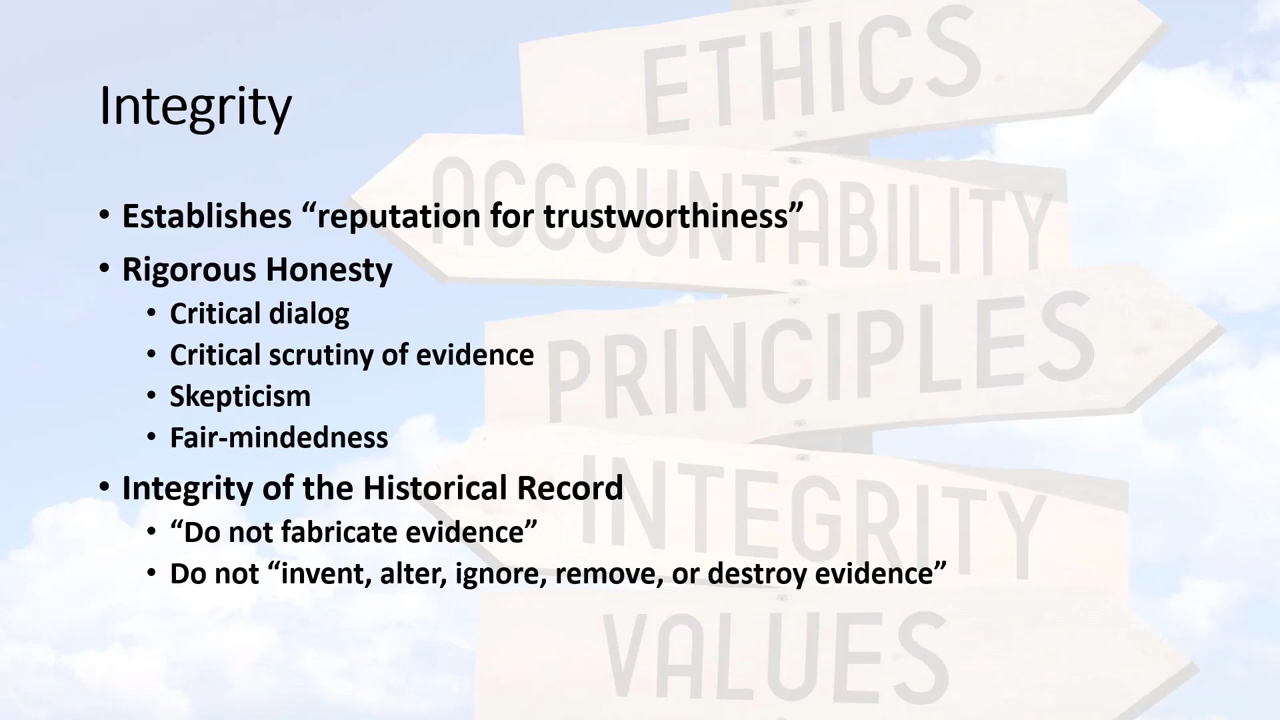 Integrity
• Establishes “reputation for trustworthiness”
• Rigorous Honesty
• Critical dialog
• Critical scrutiny of evidence
• Skepticism
• Fair-mindedness
• Integrity of the Historical Record
• “Do not fabricate evidence”
• Do not “invent, alter, ignore, remove, or destroy evidence”
ETHICS
ACCOUNTABILITY
PRINCIPLES
INTEGRITY
VALUES